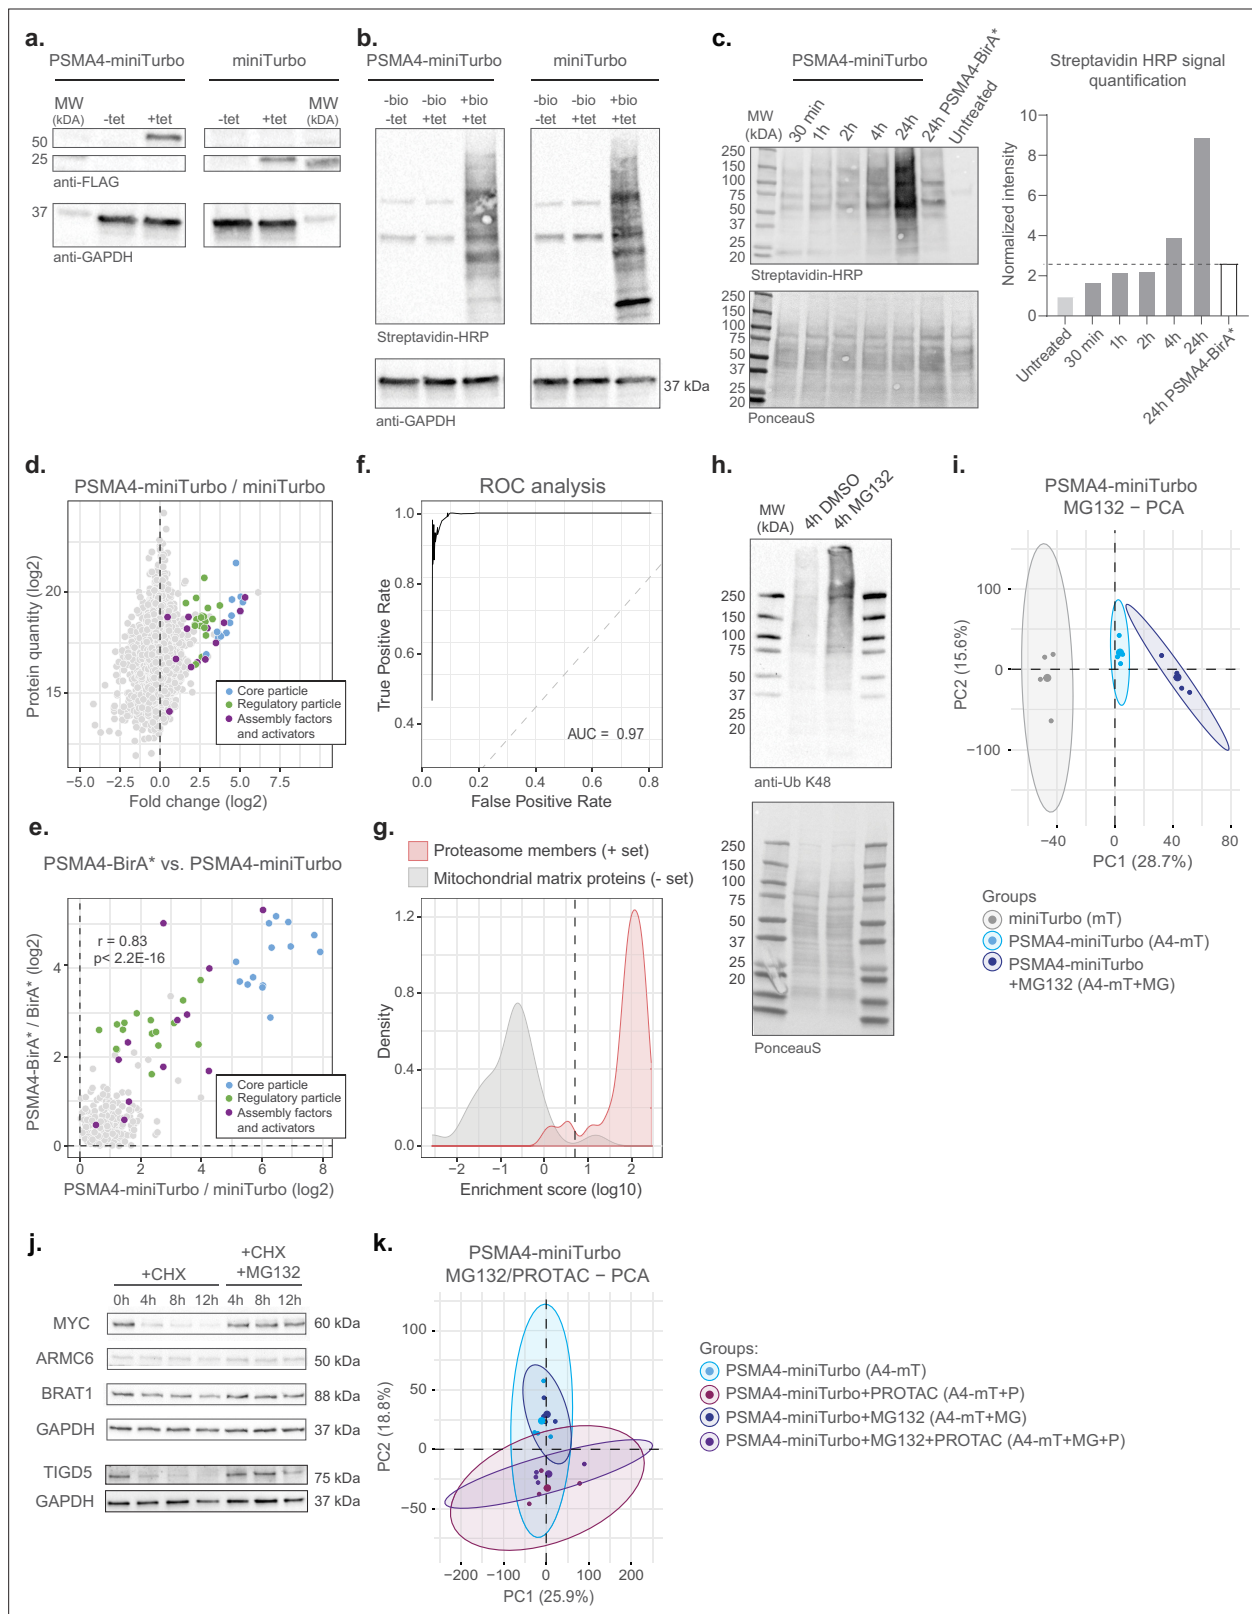 a.
PSMA4-miniTurbo
miniTurbo
MW
(kDA)
-tet
+tet
-tet
+tet
MW
(kDA)
50
25
anti-FLAG
37
anti-GAPDH
b.
PSMA4-miniTurbo
miniTurbo
-bio -bio +bio
-tet +tet +tet
-bio -bio +bio
-tet +tet +tet
Streptavidin-HRP
37 kDa
anti-GAPDH
c.
PSMA4-miniTurbo
MW
(kDA)
30 min
1h
2h
4h
24h
24h PSMA4-BirA*
Untreated
250
150
100
75
50
37
25
20
Streptavidin-HRP
250
150
100
75
50
37
25
20
PonceauS
Streptavidin HRP signal
quantification
Normalized intensity
10
8
6
4
2
0
Untreated
30 min
1h
2h
4h
24h
24h PSMA4-BirA*
d.
PSMA4-miniTurbo / miniTurbo
Protein quantity (log2)
20
15
Core particle
Regulatory particle
Assembly factors
and activators
−5.0 −2.5 0.0 2.5 5.0 7.5
Fold change (log2)
e.
PSMA4-BirA* vs. PSMA4-miniTurbo
r = 0.83
p< 2.2E-16
PSMA4-BirA* / BirA* (log2)
4
2
0
Core particle
Regulatory particle
Assembly factors
and activators
0 2 4 6 8
PSMA4-miniTurbo / miniTurbo (log2)
f.
ROC analysis
True Positive Rate
1.0
0.8
0.6
0.4
AUC = 0.97
0.0 0.2 0.4 0.6 0.8
False Positive Rate
g.
Proteasome members (+ set)
Mitochondrial matrix proteins (- set)
Density
1.2
0.8
0.4
0.0
−2 −1 0 1 2
Enrichment score (log10)
h.
MW
(kDA)
4h DMSO
4h MG132
250
150
100
75
50
37
25
20
anti-Ub K48
250
150
100
75
50
37
25
20
PonceauS
i.
PSMA4-miniTurbo
MG132 − PCA
PC2 (15.6%)
100
0
−100
−40 0 40 80
PC1 (28.7%)
Groups
miniTurbo (mT)
PSMA4-miniTurbo (A4-mT)
PSMA4-miniTurbo
+MG132 (A4-mT+MG)
j.
+CHX
+CHX
+MG132
0h 4h 8h 12h 4h 8h 12h
MYC 60 kDa
ARMC6 50 kDa
BRAT1 88 kDa
GAPDH 37 kDa
TIGD5 75 kDa
GAPDH 37 kDa
k.
PSMA4-miniTurbo
MG132/PROTAC − PCA
PC2 (18.8%)
100
50
0
−50
−200 −100 0 100 200
PC1 (25.9%)
Groups:
PSMA4-miniTurbo (A4-mT)
PSMA4-miniTurbo+PROTAC (A4-mT+P)
PSMA4-miniTurbo+MG132 (A4-mT+MG)
PSMA4-miniTurbo+MG132+PROTAC (A4-mT+MG+P)